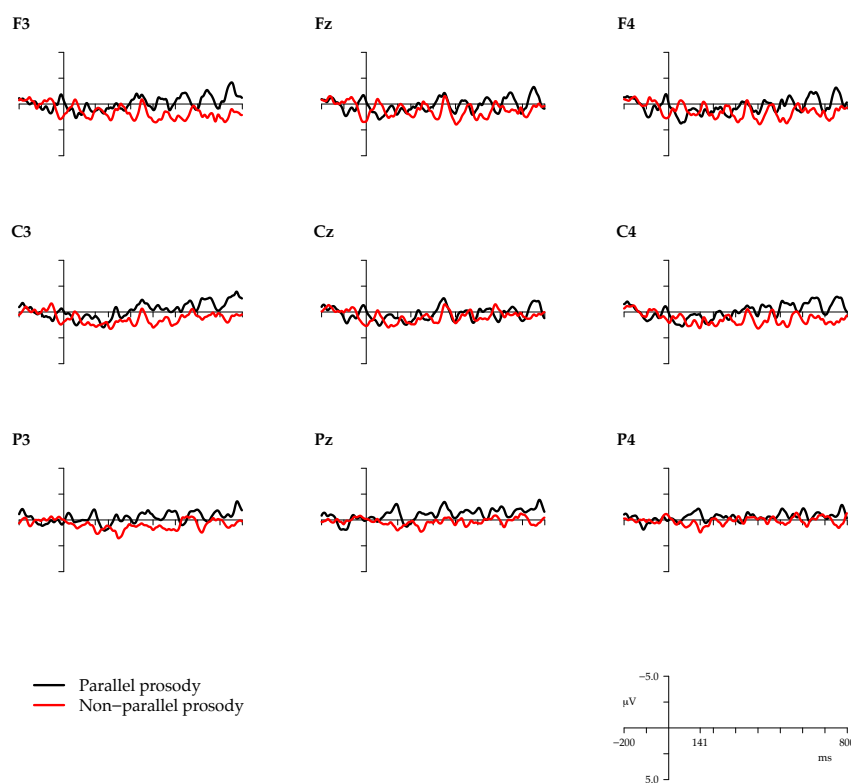 F3 Fz F4
C3 Cz C4
P3 Pz P4
Parallel prosody
Non−parallel prosody
−5.0
μV
−200 141 800
ms
5.0